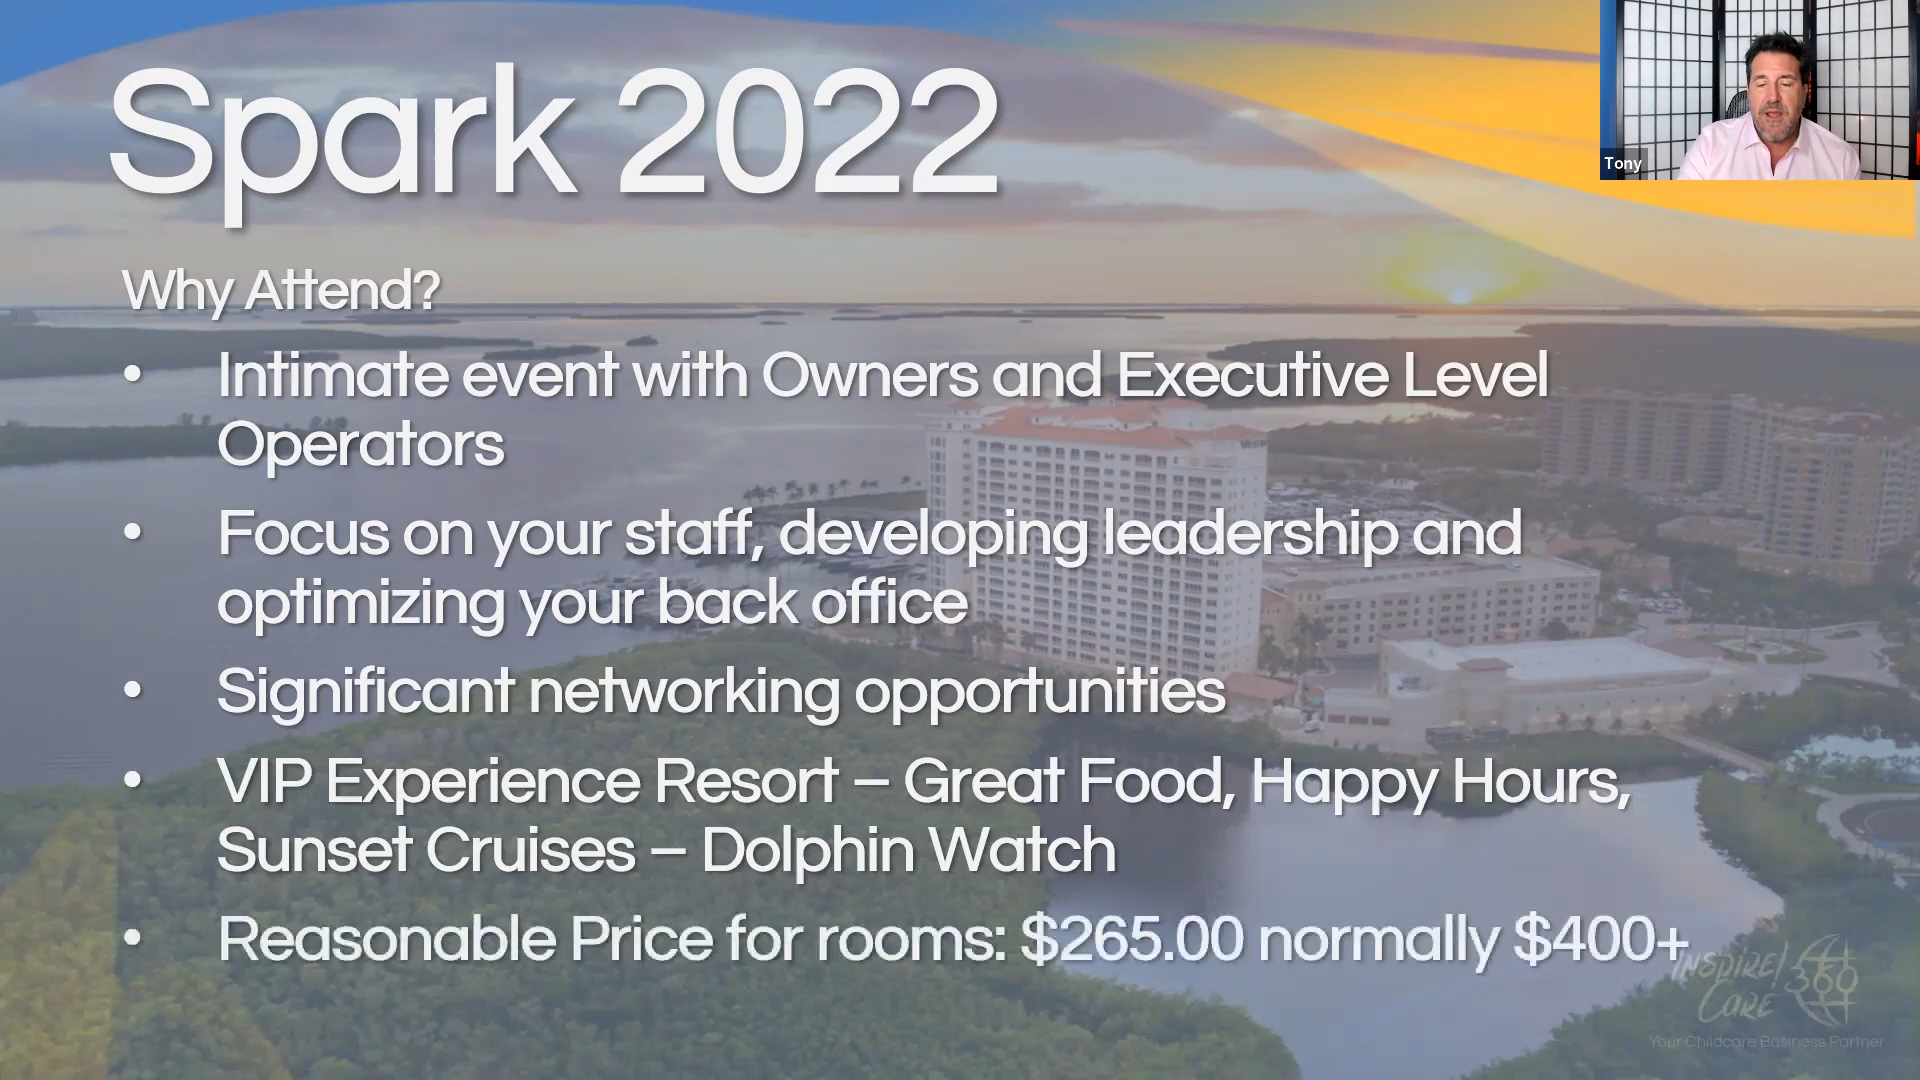 Spark 2022
Tony
Why Attend?
• Intimate event with Owners and Executive Level
Operators
• Focus on your staff, developing leadership and
optimizing your back office
• Significant networking opportunities
• VIP Experience Resort – Great Food, Happy Hours,
Sunset Cruises – Dolphin Watch
• Reasonable Price for rooms: $265.00 normally $400+
INSPIRE! 360
CARE
Your Childcare Business Partner